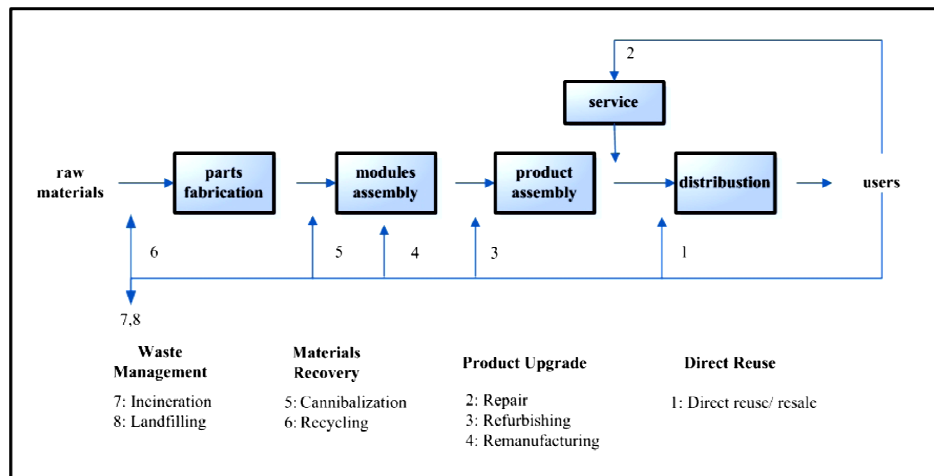 2
service
raw
materials
parts
fabrication
modules
assembly
product
assembly
distribustion
users
6
5
4
3
1
7,8
Waste
Management
7: Incineration
8: Landfilling
Materials
Recovery
5: Cannibalization
6: Recycling
Product Upgrade
2: Repair
3: Refurbishing
4: Remanufacturing
Direct Reuse
1: Direct reuse/ resale